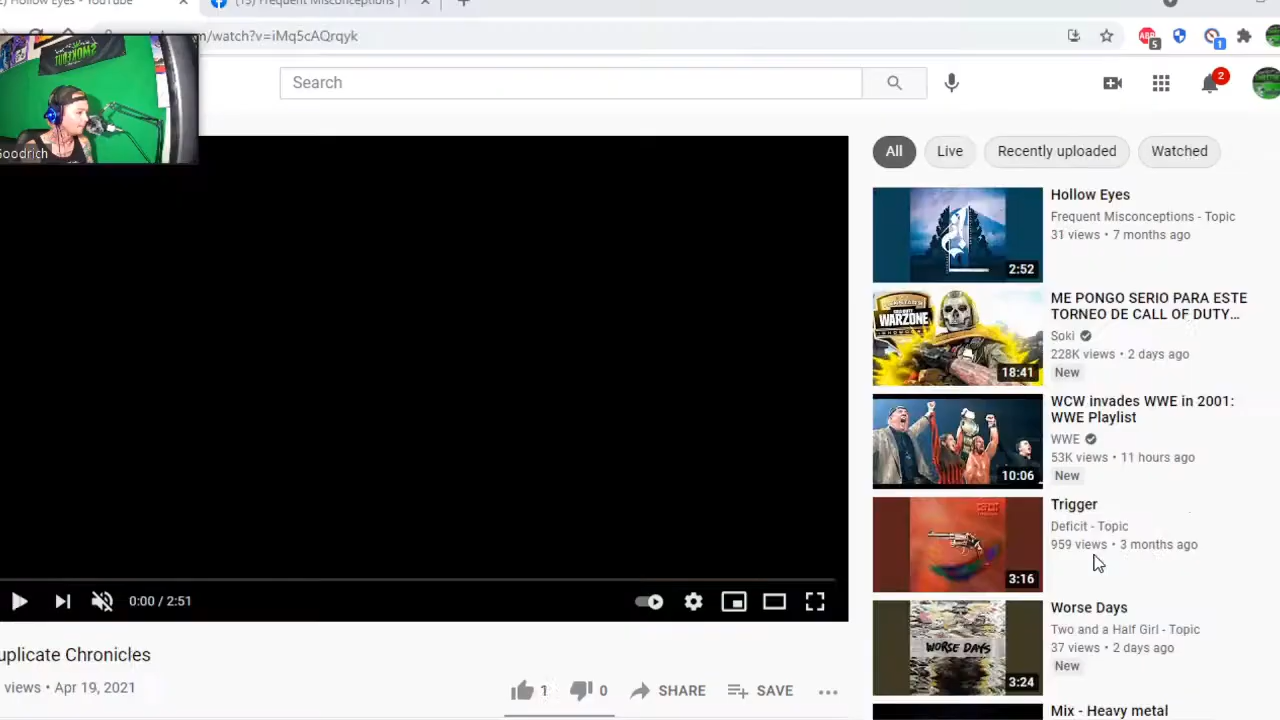 Hollow Eyes - YouTube
(15) Frequent Misconceptions |
m/watch?v=iMq5cAQrqyk
5
1
SMOKEOUT
Goodrich
Search
2
All
Live
Recently uploaded
Watched
Hollow Eyes
Frequent Misconceptions - Topic
31 views • 7 months ago
2:52
WARZONE
ME PONGO SERIO PARA ESTE
TORNEO DE CALL OF DUTY...
Soki
228K views • 2 days ago
New
18:41
WCW invades WWE in 2001:
WWE Playlist
WWE
53K views • 11 hours ago
New
10:06
Trigger
Deficit - Topic
959 views • 3 months ago
3:16
Worse Days
Two and a Half Girl - Topic
37 views • 2 days ago
New
WORSE DAYS
3:24
Mix - Heavy metal
0:00 / 2:51
uplicate Chronicles
views • Apr 19, 2021
1
0
SHARE
SAVE